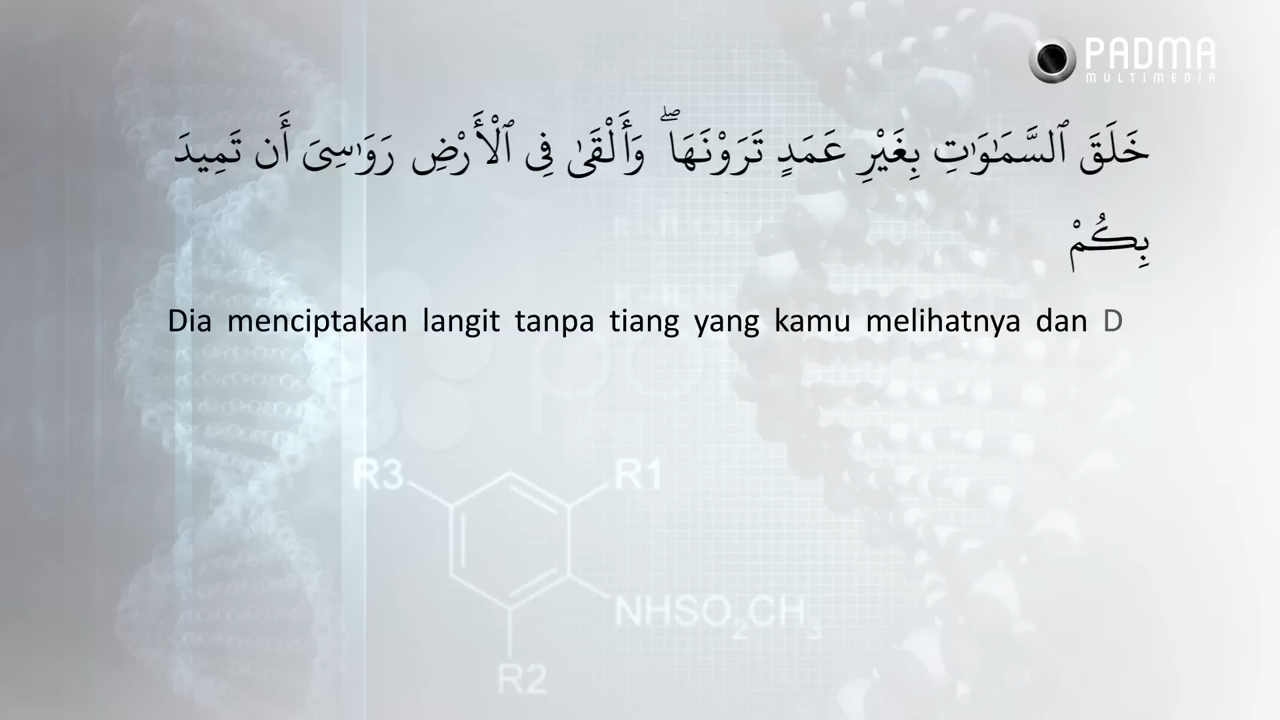 PADMA
MULTIMEDIA
خَلَقَ ٱلسَّمَـٰوَٰتِ بِغَيْرِ عَمَدٍ تَرَوْنَهَا ۖ وَأَلْقَىٰ فِى ٱلْأَرْضِ رَوَٰسِىَ أَن تَمِيدَ
بِكُمْ
Dia menciptakan langit tanpa tiang yang kamu melihatnya dan D
R3
R1
NHSO₂CH₃
R2